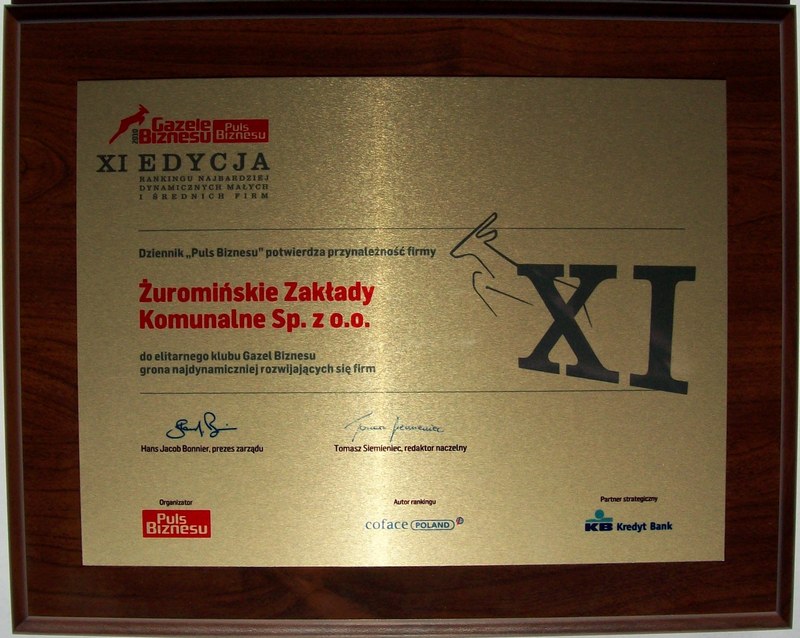 2010
Gazele
Biznesu
Puls
Biznesu
XI EDYCJA
RANKINGU NAJBARDZIEJ
DYNAMICZNYCH MAŁYCH
I ŚREDNICH FIRM
Dziennik „Puls Biznesu” potwierdza przynależność firmy
Żuromińskie Zakłady
Komunalne Sp. z o.o.
do elitarnego klubu Gazel Biznesu
grona najdynamiczniej rozwijających się firm
XI
Hans Jacob Bonnier, prezes zarządu
Tomasz Siemieniec, redaktor naczelny
Organizator
Puls
Biznesu
Autor rankingu
coface POLAND
Partner strategiczny
KB Kredyt Bank